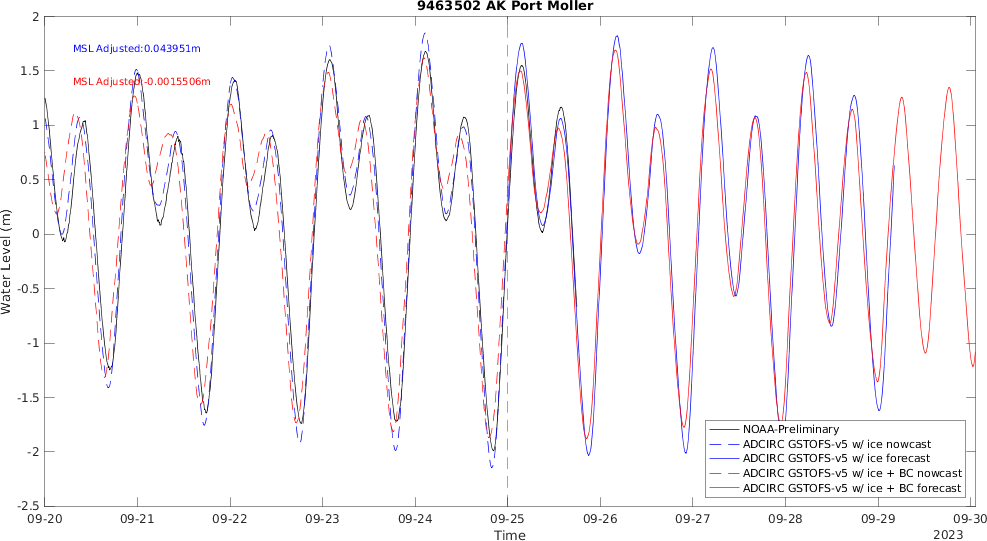 9463502 AK Port Moller
MSL Adjusted:0.043951m
MSL Adjusted:-0.0015506m
Water Level (m)
2
1.5
1
0.5
0
-0.5
-1
-1.5
-2
-2.5
NOAA-Preliminary
ADCIRC GSTOFS-v5 w/ ice nowcast
ADCIRC GSTOFS-v5 w/ ice forecast
ADCIRC GSTOFS-v5 w/ ice + BC nowcast
ADCIRC GSTOFS-v5 w/ ice + BC forecast
09-20 09-21 09-22 09-23 09-24 09-25 09-26 09-27 09-28 09-29 09-30
Time
2023